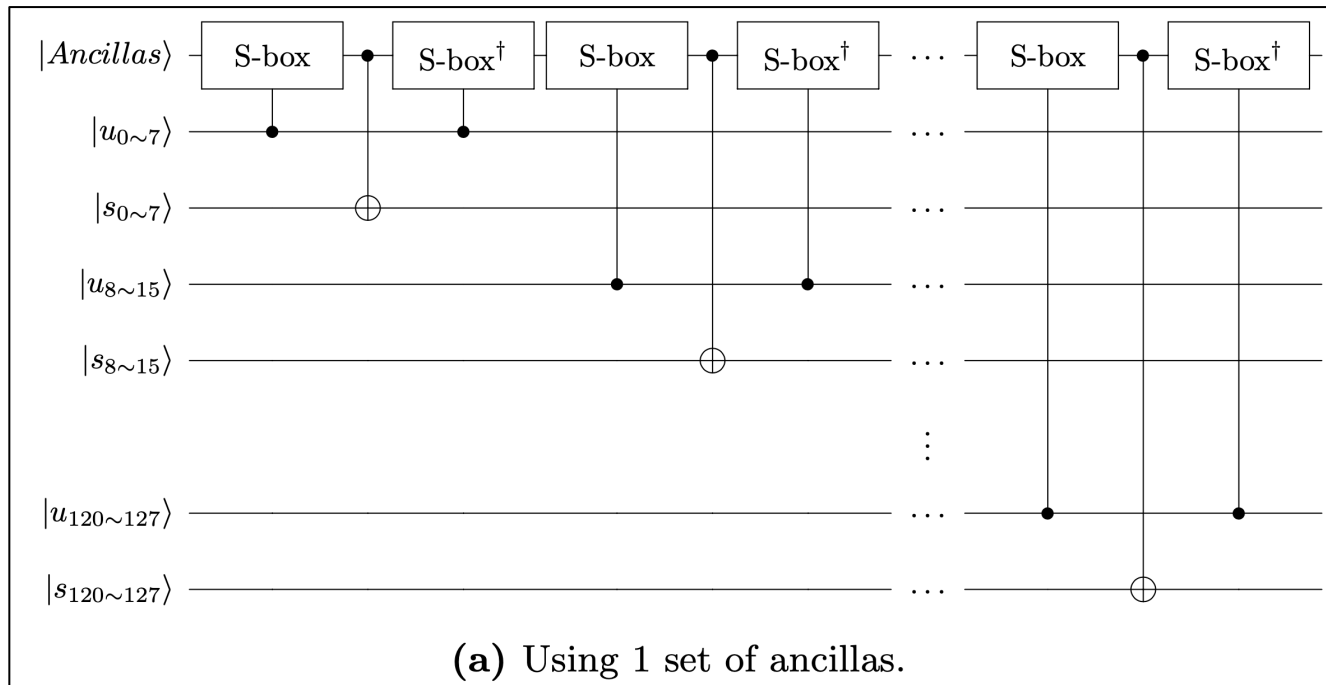 |Ancillas⟩ S-box S-box† S-box S-box† ··· S-box S-box†
|u₀∼₇⟩ ···
|s₀∼₇⟩ ···
|u₈∼₁₅⟩ ···
|s₈∼₁₅⟩ ···
⋮
|u₁₂₀∼₁₂₇⟩ ···
|s₁₂₀∼₁₂₇⟩ ···
(a) Using 1 set of ancillas.